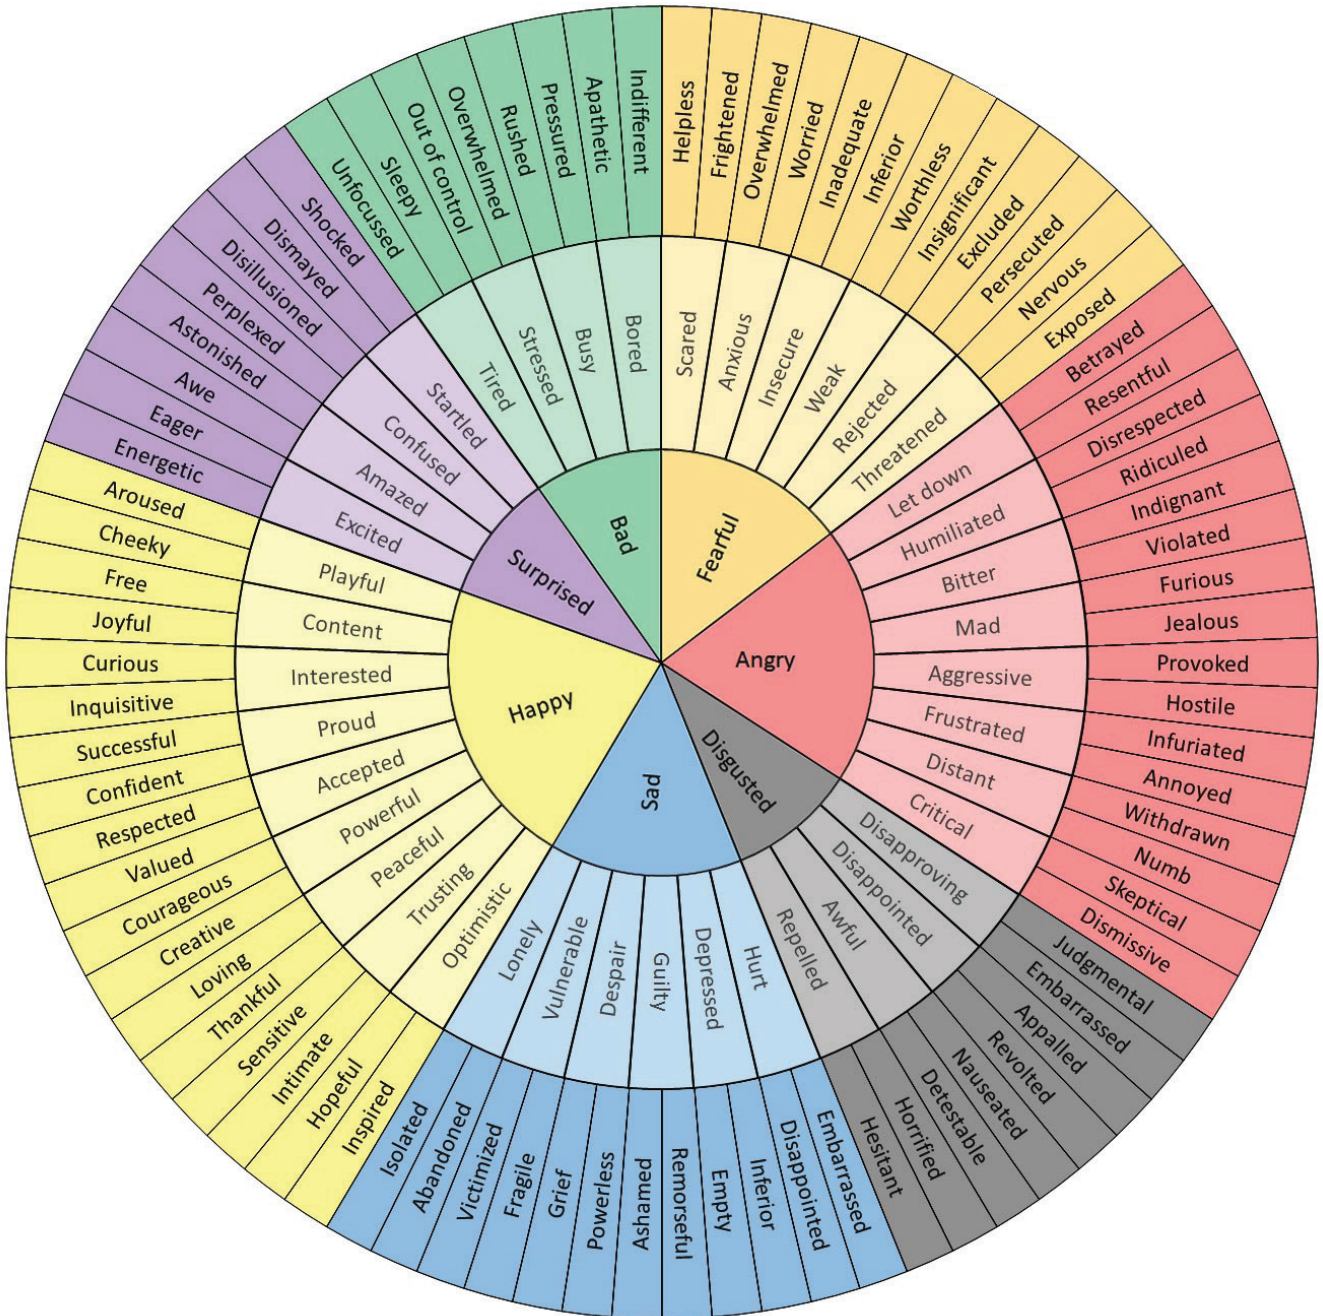 Fearful
Angry
Disgusted
Sad
Happy
Surprised
Bad
Scared
Anxious
Insecure
Weak
Rejected
Threatened
Let down
Humiliated
Bitter
Mad
Aggressive
Frustrated
Distant
Critical
Disapproving
Disappointed
Awful
Repelled
Hurt
Depressed
Guilty
Despair
Vulnerable
Lonely
Optimistic
Trusting
Peaceful
Powerful
Accepted
Proud
Interested
Content
Playful
Excited
Amazed
Confused
Startled
Tired
Stressed
Busy
Bored
Helpless
Frightened
Overwhelmed
Worried
Inadequate
Inferior
Worthless
Insignificant
Excluded
Persecuted
Nervous
Exposed
Betrayed
Resentful
Disrespected
Ridiculed
Indignant
Violated
Furious
Jealous
Provoked
Hostile
Infuriated
Annoyed
Withdrawn
Numb
Skeptical
Dismissive
Judgmental
Embarrassed
Appalled
Revolted
Nauseated
Detestable
Horrified
Hesitant
Embarrassed
Disappointed
Inferior
Empty
Remorseful
Ashamed
Powerless
Grief
Fragile
Victimized
Abandoned
Isolated
Inspired
Hopeful
Intimate
Sensitive
Thankful
Loving
Creative
Courageous
Valued
Respected
Confident
Successful
Inquisitive
Curious
Joyful
Free
Cheeky
Aroused
Energetic
Eager
Awe
Astonished
Perplexed
Disillusioned
Dismayed
Shocked
Unfocussed
Sleepy
Out of control
Overwhelmed
Rushed
Pressured
Apathetic
Indifferent